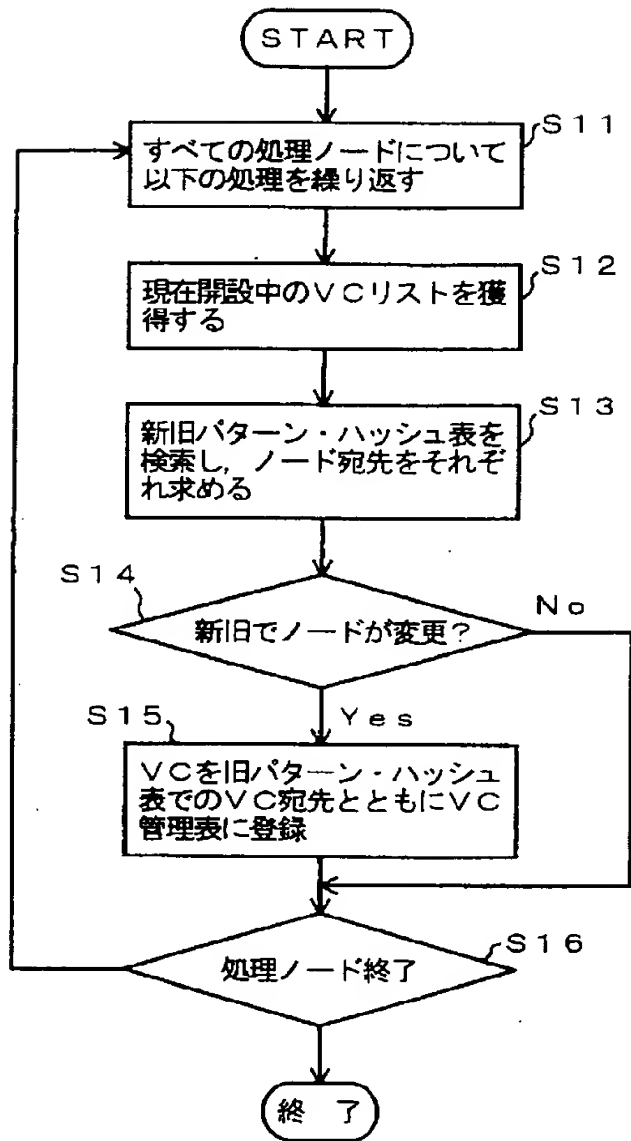 START
S11
すべての処理ノードについて
以下の処理を繰り返す
S12
現在開設中のVCリストを獲
得する
S13
新旧パターン・ハッシュ表を
検索し，ノード宛先をそれぞ
れ求める
S14
新旧でノードが変更？
No
Yes
S15
VCを旧パターン・ハッシュ
表でのVC宛先とともにVC
管理表に登録
S16
処理ノード終了
終 了